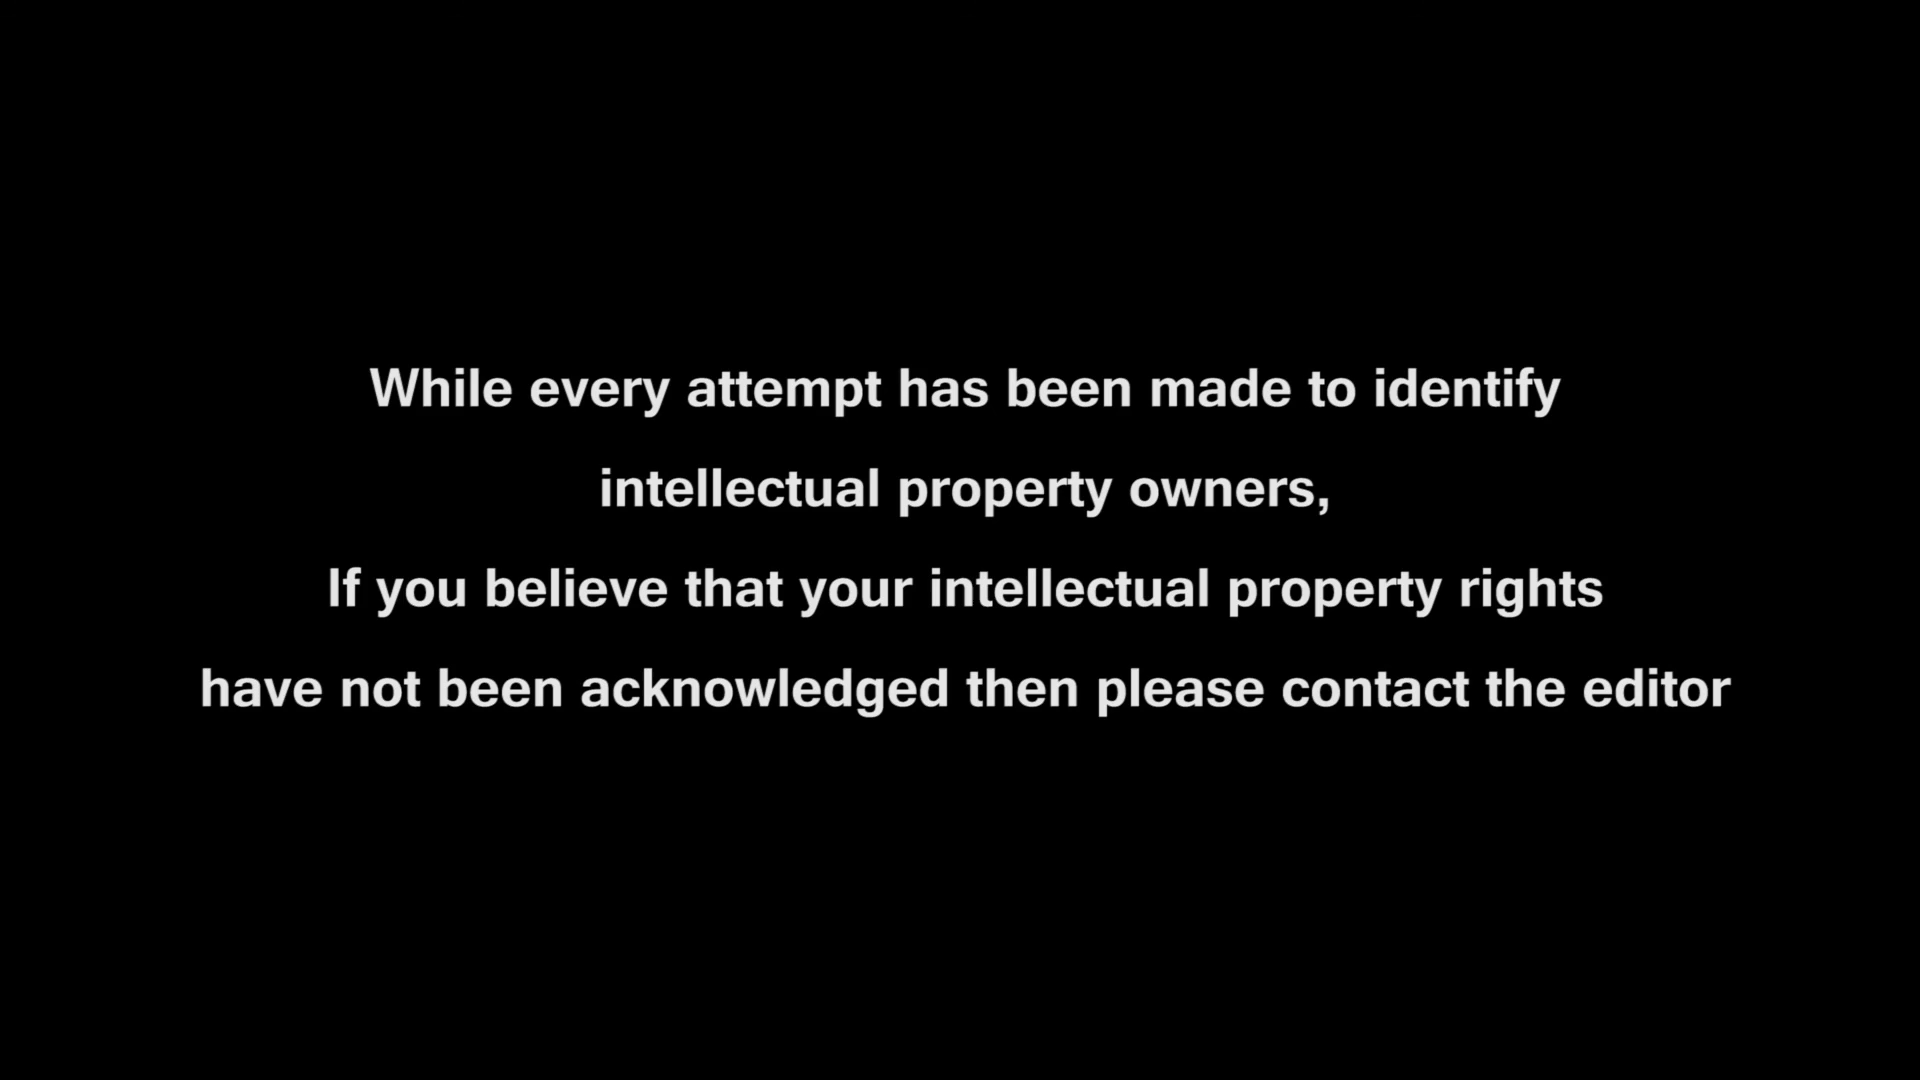 While every attempt has been made to identify
intellectual property owners,
If you believe that your intellectual property rights
have not been acknowledged then please contact the editor